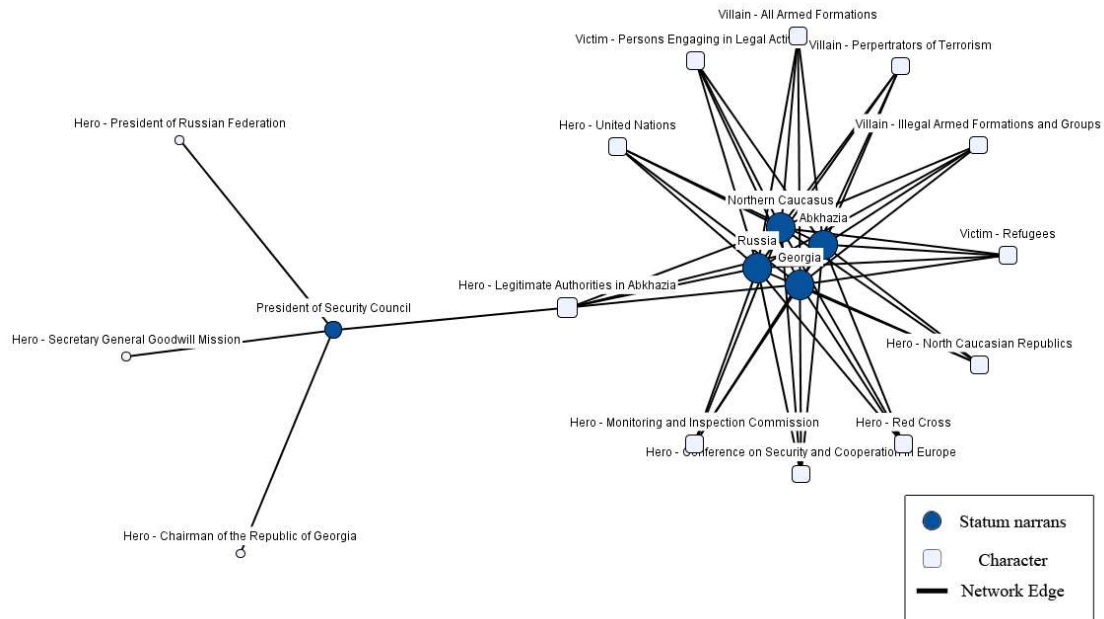 Villain - All Armed Formations
Victim - Persons Engaging in Legal Acti
Villain - Perpertrators of Terrorism
Hero - President of Russian Federation
Hero - United Nations
Villain - Illegal Armed Formations and Groups
Northern Caucasus
Abkhazia
Russia
Victim - Refugees
Georgia
Hero - Legitimate Authorities in Abkhazia
President of Security Council
Hero - Secretary General Goodwill Mission
Hero - North Caucasian Republics
Hero - Monitoring and Inspection Commission
Hero - Red Cross
Hero - Conference on Security and Cooperation in Europe
Hero - Chairman of the Republic of Georgia
Statum narrans
Character
Network Edge